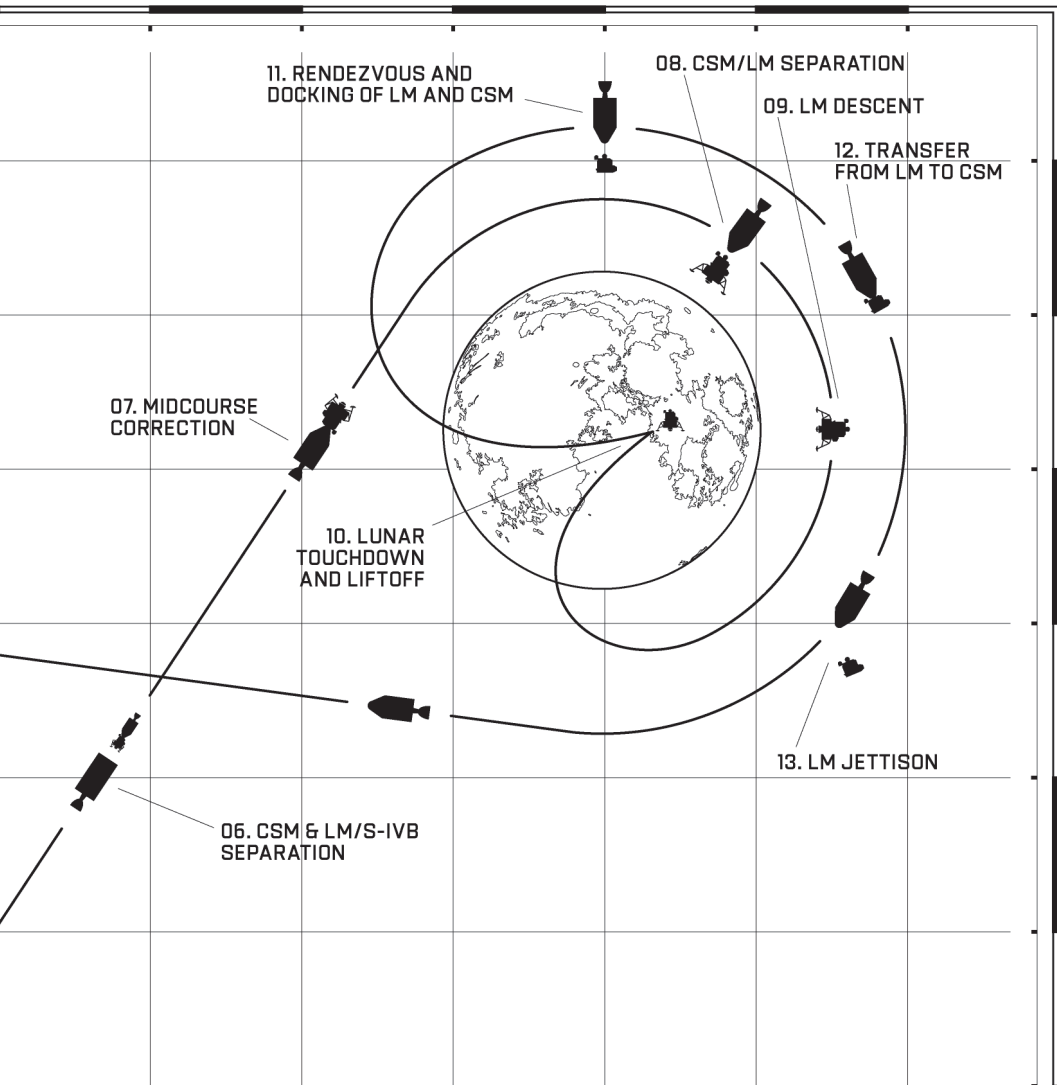 11. RENDEZVOUS AND
DOCKING OF LM AND CSM
08. CSM/LM SEPARATION
09. LM DESCENT
12. TRANSFER
FROM LM TO CSM
07. MIDCOURSE
CORRECTION
10. LUNAR
TOUCHDOWN
AND LIFTOFF
13. LM JETTISON
06. CSM & LM/S-IVB
SEPARATION